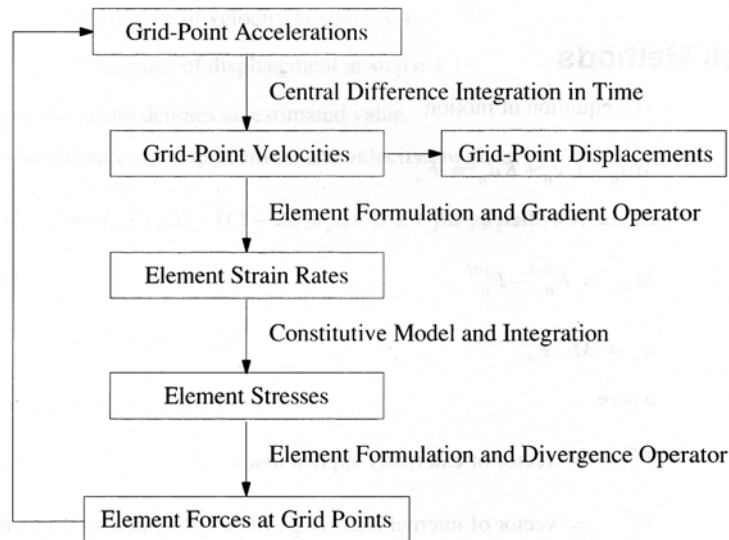 Grid-Point Accelerations
Central Difference Integration in Time
Grid-Point Velocities
Grid-Point Displacements
Element Formulation and Gradient Operator
Element Strain Rates
Constitutive Model and Integration
Element Stresses
Element Formulation and Divergence Operator
Element Forces at Grid Points